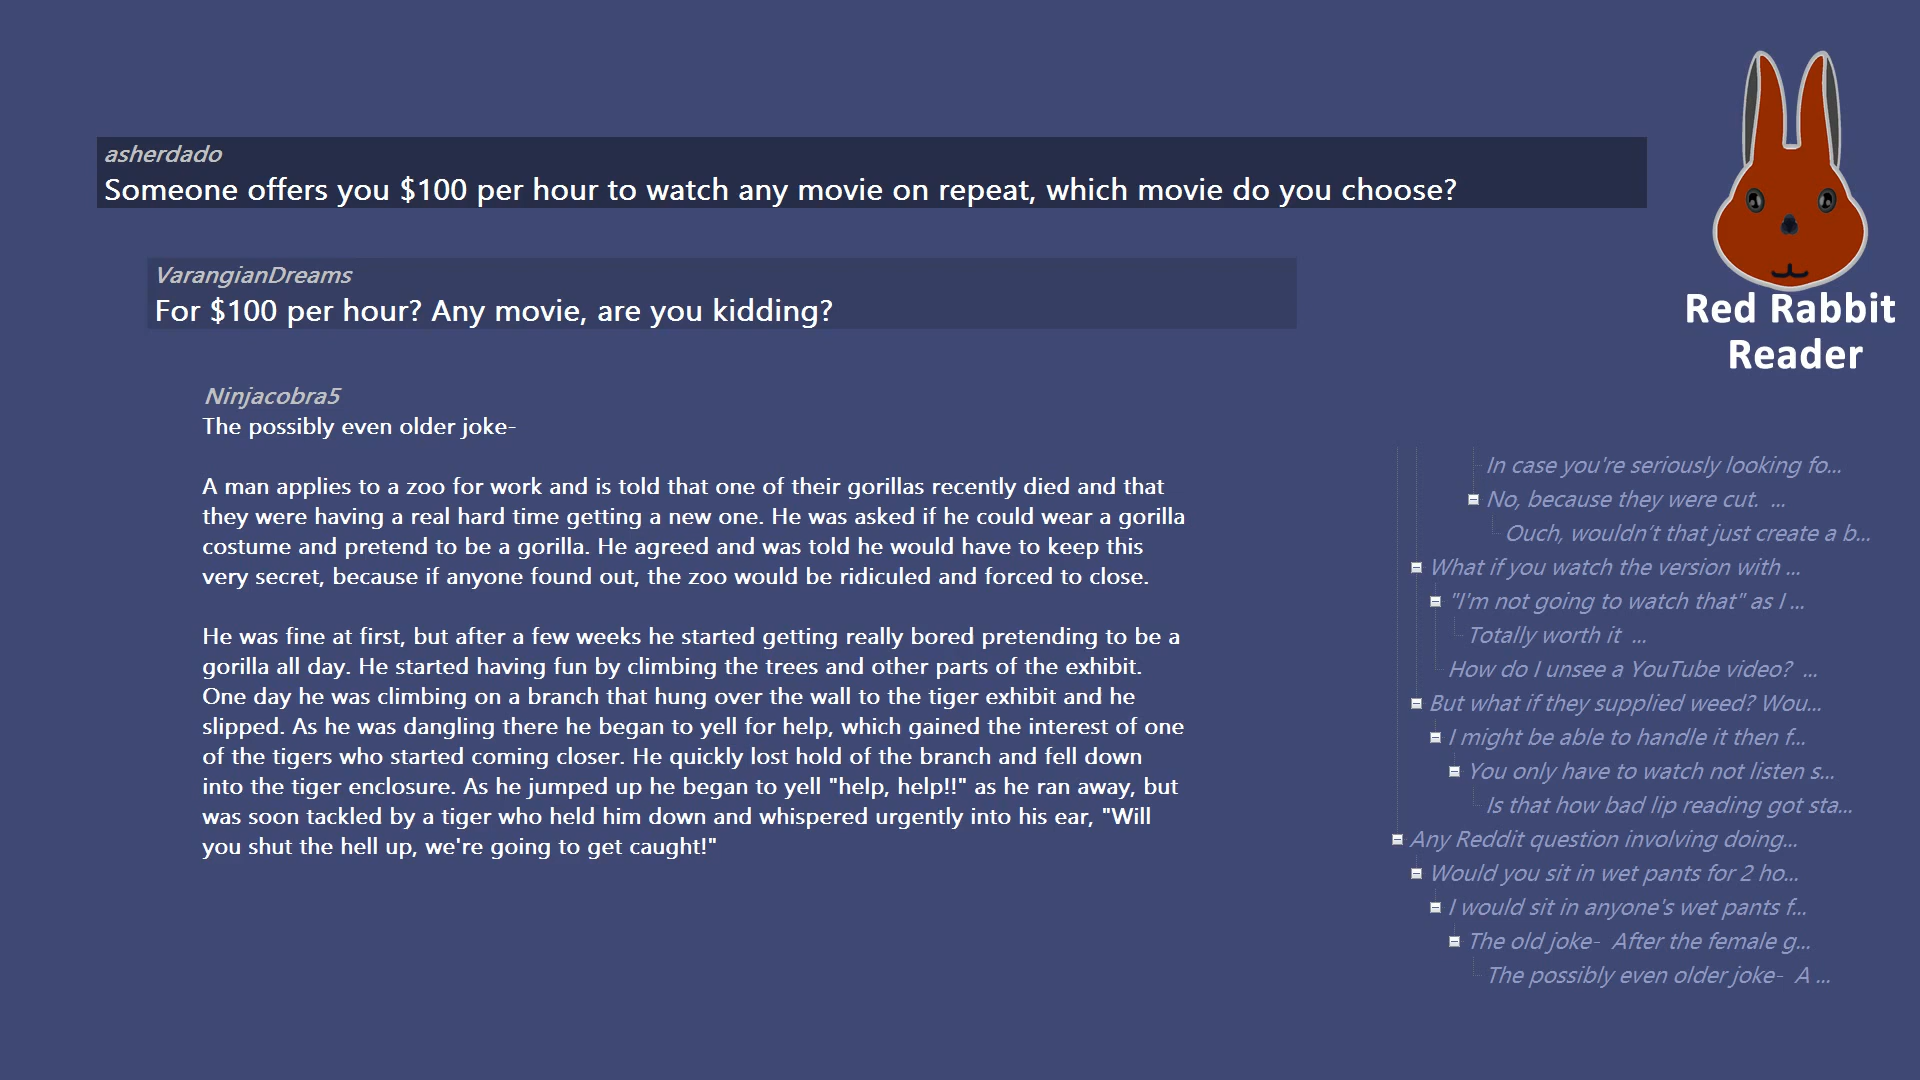 asherdado
Someone offers you $100 per hour to watch any movie on repeat, which movie do you choose?
VarangianDreams
For $100 per hour? Any movie, are you kidding?
Ninjacobra5
The possibly even older joke-
A man applies to a zoo for work and is told that one of their gorillas recently died and that
they were having a real hard time getting a new one. He was asked if he could wear a gorilla
costume and pretend to be a gorilla. He agreed and was told he would have to keep this
very secret, because if anyone found out, the zoo would be ridiculed and forced to close.
He was fine at first, but after a few weeks he started getting really bored pretending to be a
gorilla all day. He started having fun by climbing the trees and other parts of the exhibit.
One day he was climbing on a branch that hung over the wall to the tiger exhibit and he
slipped. As he was dangling there he began to yell for help, which gained the interest of one
of the tigers who started coming closer. He quickly lost hold of the branch and fell down
into the tiger enclosure. As he jumped up he began to yell "help, help!!" as he ran away, but
was soon tackled by a tiger who held him down and whispered urgently into his ear, "Will
you shut the hell up, we're going to get caught!"
Red Rabbit
Reader
In case you're seriously looking fo...
No, because they were cut. ...
Ouch, wouldn’t that just create a b...
What if you watch the version with ...
"I'm not going to watch that" as I ...
Totally worth it ...
How do I unsee a YouTube video? ...
But what if they supplied weed? Wou...
I might be able to handle it then f...
You only have to watch not listen s...
Is that how bad lip reading got sta...
Any Reddit question involving doing...
Would you sit in wet pants for 2 ho...
I would sit in anyone's wet pants f...
The old joke- After the female g...
The possibly even older joke- A ...